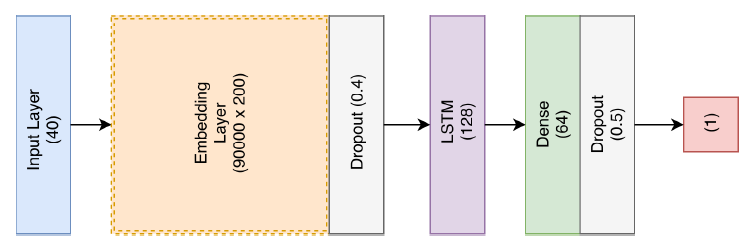 Input Layer
(40)
Embedding
Layer
(90000 x 200)
Dropout (0.4)
LSTM
(128)
Dense
(64)
Dropout
(0.5)
(1)